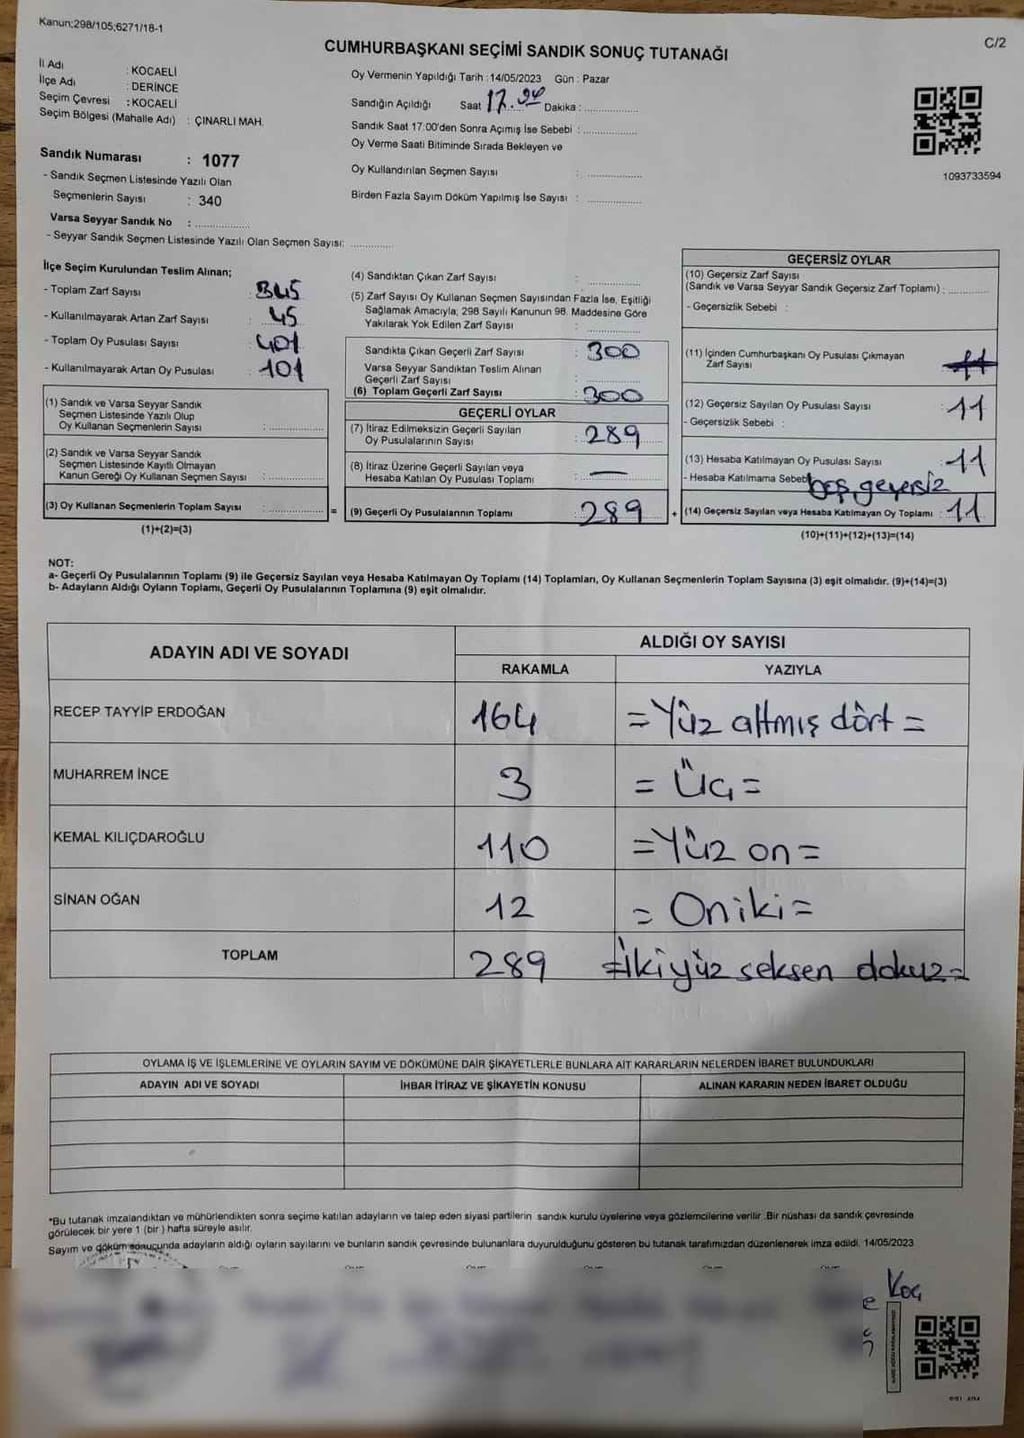 Kanun:298/105;6271/18-1
C/2
CUMHURBAŞKANI SEÇİMİ SANDIK SONUÇ TUTANAĞI
İl Adı : KOCAELİ
İlçe Adı : DERİNCE
Seçim Çevresi : KOCAELİ
Seçim Bölgesi (Mahalle Adı) : ÇINARLI MAH.
Sandık Numarası : 1077
- Sandık Seçmen Listesinde Yazılı Olan
Seçmenlerin Sayısı : 340
Varsa Seyyar Sandık No : ..............
- Seyyar Sandık Seçmen Listesinde Yazılı Olan Seçmen Sayısı: ............
Oy Vermenin Yapıldığı Tarih : 14/05/2023 Gün : Pazar
Sandığın Açıldığı Saat 17. Dakika : ..............
Sandık Saat 17:00'den Sonra Açımış İse Sebebi : ..............
Oy Verme Saati Bitiminde Sırada Bekleyen ve
Oy Kullandırılan Seçmen Sayısı : ..............
Birden Fazla Sayım Döküm Yapılmış İse Sayısı : ..............
1093733594
İlçe Seçim Kurulundan Teslim Alınan;
- Toplam Zarf Sayısı : 345
- Kullanılmayarak Artan Zarf Sayısı : 45
- Toplam Oy Pusulası Sayısı : 401
- Kullanılmayarak Artan Oy Pusulası : 101
(1) Sandık ve Varsa Seyyar Sandık
Seçmen Listesinde Yazılı Olup
Oy Kullanan Seçmenlerin Sayısı : ..............
(2) Sandık ve Varsa Seyyar Sandık
Seçmen Listesinde Kayıtlı Olmayan
Kanun Gereği Oy Kullanan Seçmen Sayısı : ..............
(3) Oy Kullanan Seçmenlerin Toplam Sayısı : .............. =
(1)+(2)=(3)
(4) Sandıktan Çıkan Zarf Sayısı : ..............
(5) Zarf Sayısı Oy Kullanan Seçmen Sayısından Fazla İse, Eşitliği
Sağlamak Amacıyla; 298 Sayılı Kanunun 98. Maddesine Göre
Yakılarak Yok Edilen Zarf Sayısı : ..............
Sandıkta Çıkan Geçerli Zarf Sayısı : 300
Varsa Seyyar Sandıktan Teslim Alınan
Geçerli Zarf Sayısı : ..............
(6) Toplam Geçerli Zarf Sayısı : 300
GEÇERLİ OYLAR
(7) İtiraz Edilmeksizin Geçerli Sayılan
Oy Pusulalarının Sayısı : 289
(8) İtiraz Üzerine Geçerli Sayılan veya
Hesaba Katılan Oy Pusulası Toplamı : —
(9) Geçerli Oy Pusulalarının Toplamı : 289 +
GEÇERSİZ OYLAR
(10) Geçersiz Zarf Sayısı
(Sandık ve Varsa Seyyar Sandık Geçersiz Zarf Toplamı) : ............
- Geçersizlik Sebebi :
(11) İçinden Cumhurbaşkanı Oy Pusulası Çıkmayan
Zarf Sayısı : 11
(12) Geçersiz Sayılan Oy Pusulası Sayısı : 11
- Geçersizlik Sebebi :
(13) Hesaba Katılmayan Oy Pusulası Sayısı : 11
- Hesaba Katılmama Sebebi boş geçersiz
(14) Geçersiz Sayılan veya Hesaba Katılmayan Oy Toplamı : 11
(10)+(11)+(12)+(13)=(14)
NOT:
a- Geçerli Oy Pusulalarının Toplamı (9) ile Geçersiz Sayılan veya Hesaba Katılmayan Oy Toplamı (14) Toplamları, Oy Kullanan Seçmenlerin Toplam Sayısına (3) eşit olmalıdır. (9)+(14)=(3)
b- Adayların Aldığı Oyların Toplamı, Geçerli Oy Pusulalarının Toplamına (9) eşit olmalıdır.
ADAYIN ADI VE SOYADI
ALDIĞI OY SAYISI
RAKAMLA YAZIYLA
RECEP TAYYİP ERDOĞAN 164 =Yüz altmış dört=
MUHARREM İNCE 3 = Üç =
KEMAL KILIÇDAROĞLU 110 =Yüz on=
SİNAN OĞAN 12 = Oniki=
TOPLAM 289 =İkiyüz seksen dokuz=
OYLAMA İŞ VE İŞLEMLERİNE VE OYLARIN SAYIM VE DÖKÜMÜNE DAİR ŞİKAYETLERLE BUNLARA AİT KARARLARIN NELERDEN İBARET BULUNDUKLARI
ADAYIN ADI VE SOYADI İHBAR İTİRAZ VE ŞİKAYETİN KONUSU ALINAN KARARIN NEDEN İBARET OLDUĞU
*Bu tutanak imzalandıktan ve mühürlendikten sonra seçime katılan adayların ve talep eden siyasi partilerin sandık kurulu üyelerine veya gözlemcilerine verilir. Bir nüshası da sandık çevresinde
görülecek bir yere 1 (bir ) hafta süreyle asılır.
Sayım ve döküm sonucunda adayların aldığı oyların sayılarını ve bunların sandık çevresinde bulunanlara duyurulduğunu gösteren bu tutanak tarafımızdan düzenlenerek imza edildi. 14/05/2023
Koç